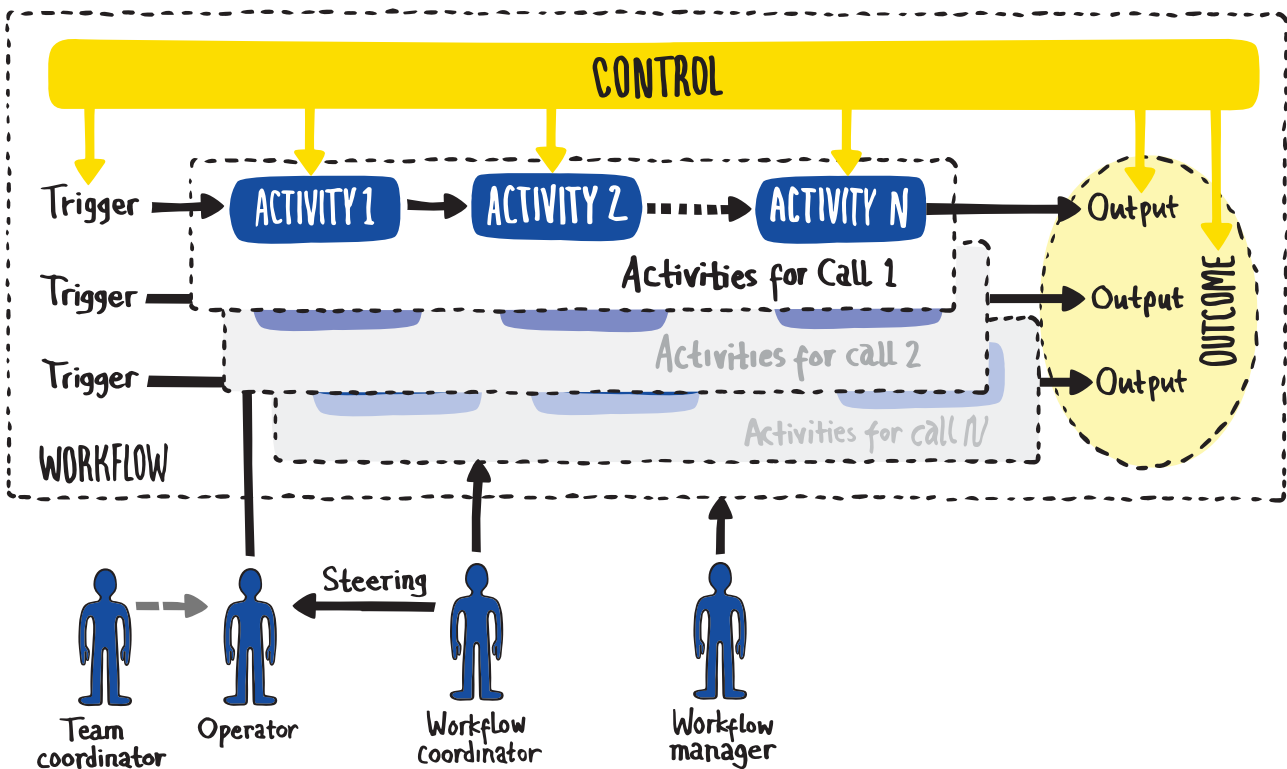 CONTROL
Trigger
ACTIVITY 1
ACTIVITY 2
ACTIVITY N
Output
Activities for Call 1
Trigger
Output
OUTCOME
Activities for call 2
Trigger
Output
Activities for call N
WORKFLOW
Steering
Team
coordinator
Operator
Workflow
coordinator
Workflow
manager